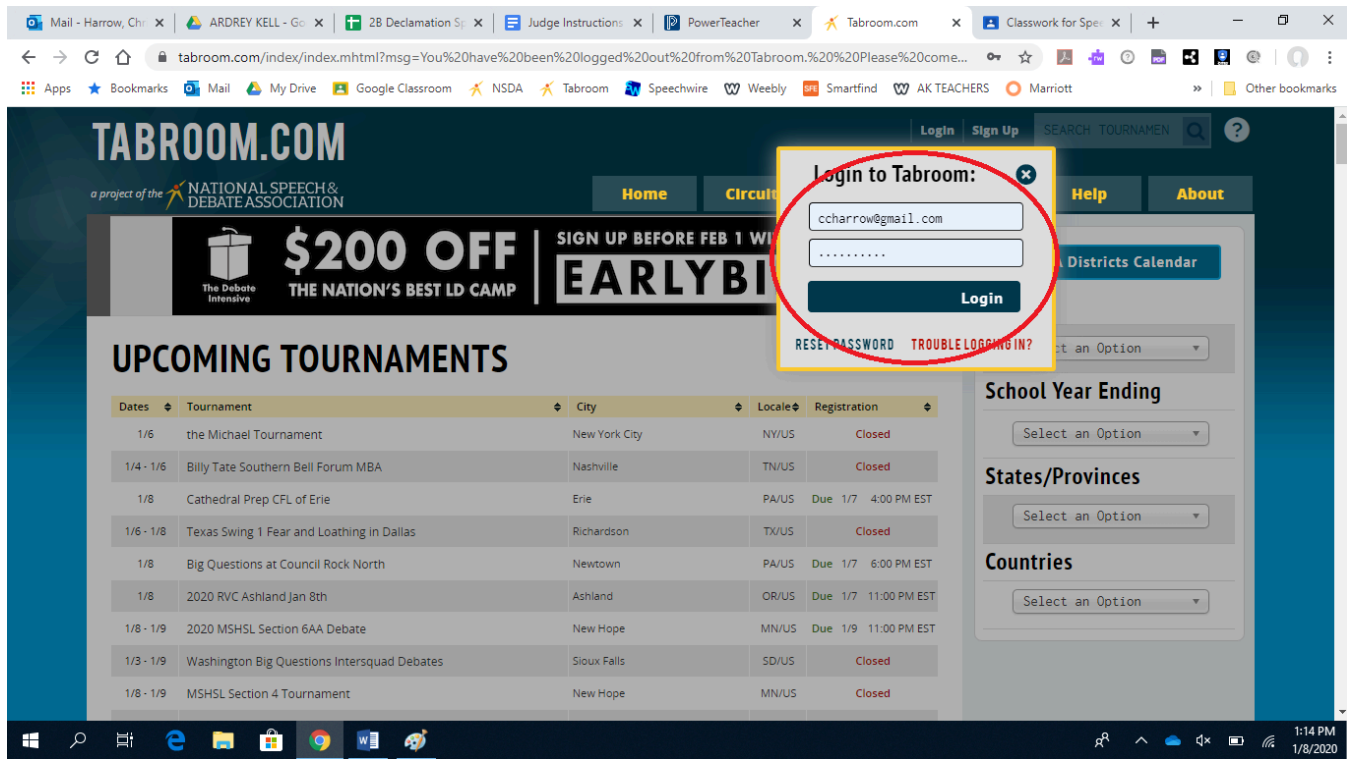 Mail - Harrow, Chr
ARDREY KELL - Go
2B Declamation Sp
Judge Instructions
PowerTeacher
Tabroom.com
Classwork for Spee
tabroom.com/index/index.mhtml?msg=You%20have%20been%20logged%20out%20from%20Tabroom.%20%20Please%20come...
Apps Bookmarks Mail My Drive Google Classroom NSDA Tabroom Speechwire Weebly SFE Smartfind AK TEACHERS Marriott » Other bookmarks
TABROOM.COM
Login Sign Up SEARCH TOURNAMEN ?
a project of the NATIONAL SPEECH & DEBATE ASSOCIATION
Home Circuit Help About
Login to Tabroom:
ccharrow@gmail.com
..........
Login
RESET PASSWORD TROUBLE LOGGING IN?
The Debate Intensive
$200 OFF
THE NATION'S BEST LD CAMP
SIGN UP BEFORE FEB 1 WI
EARLYBI
Districts Calendar
UPCOMING TOURNAMENTS
Dates Tournament City Locale Registration
1/6 the Michael Tournament New York City NY/US Closed
1/4 - 1/6 Billy Tate Southern Bell Forum MBA Nashville TN/US Closed
1/8 Cathedral Prep CFL of Erie Erie PA/US Due 1/7 4:00 PM EST
1/6 - 1/8 Texas Swing 1 Fear and Loathing in Dallas Richardson TX/US Closed
1/8 Big Questions at Council Rock North Newtown PA/US Due 1/7 6:00 PM EST
1/8 2020 RVC Ashland Jan 8th Ashland OR/US Due 1/7 11:00 PM EST
1/8 - 1/9 2020 MSHSL Section 6AA Debate New Hope MN/US Due 1/9 11:00 PM EST
1/3 - 1/9 Washington Big Questions Intersquad Debates Sioux Falls SD/US Closed
1/8 - 1/9 MSHSL Section 4 Tournament New Hope MN/US Closed
ct an Option
School Year Ending
Select an Option
States/Provinces
Select an Option
Countries
Select an Option
1:14 PM
1/8/2020